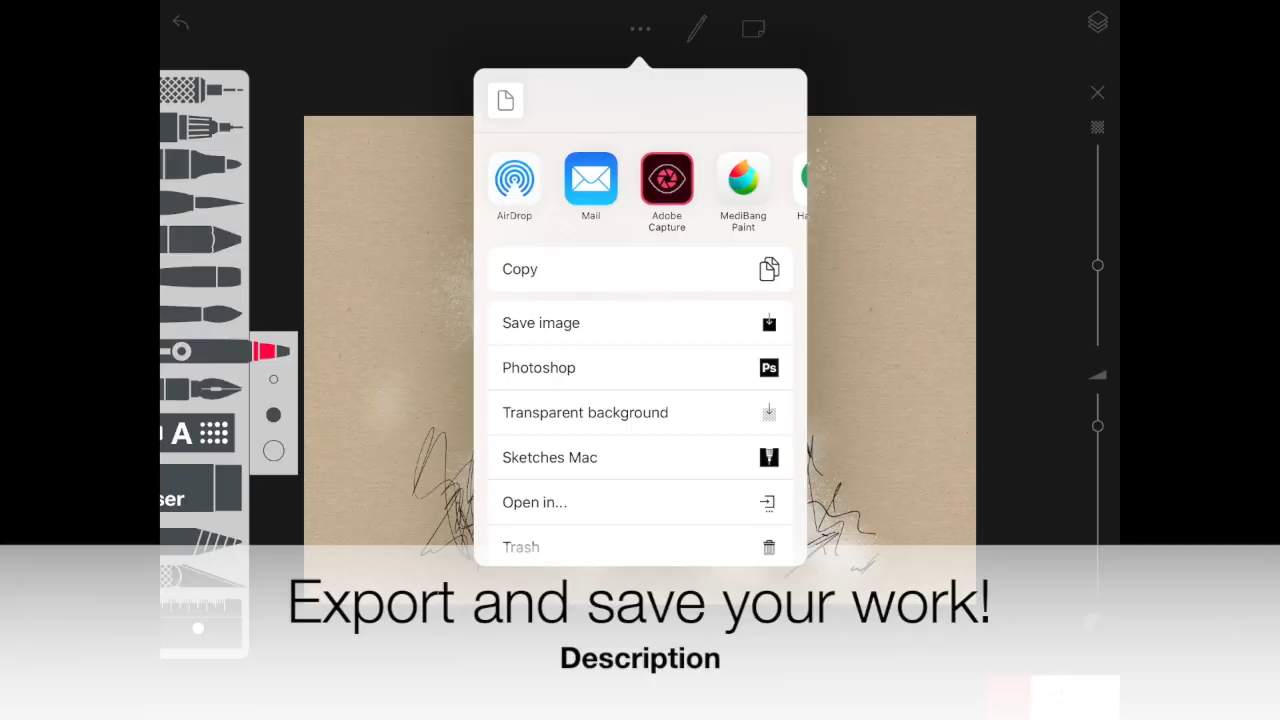 AirDrop
Mail
Adobe
Capture
MediBang
Paint
Ha
Copy
Save image
Photoshop
Ps
Transparent background
Sketches Mac
Open in...
Trash
A
ser
Export and save your work!
Description